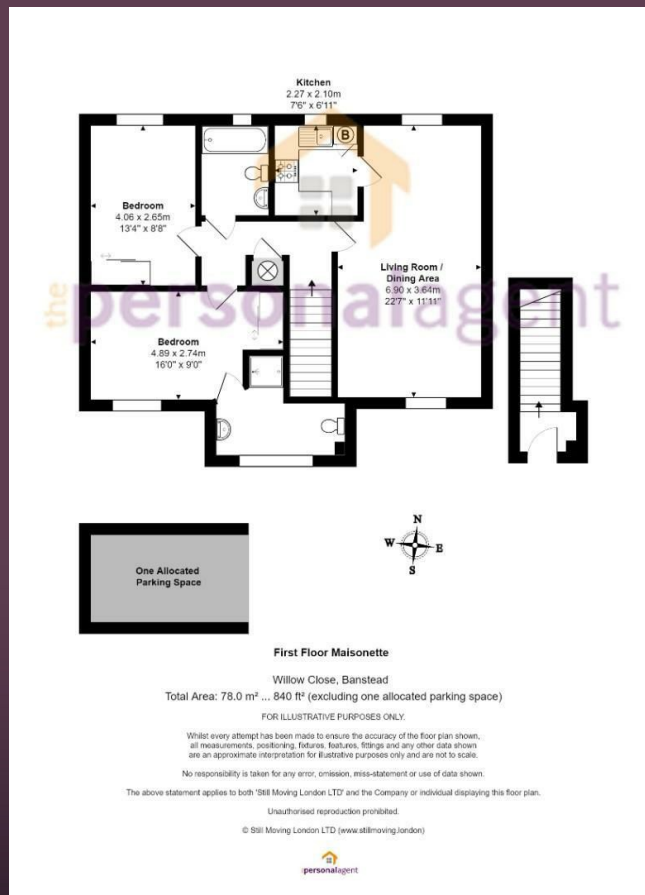 Kitchen
2.27 x 2.10m
7'6" x 6'11"
B
Bedroom
4.06 x 2.65m
13'4" x 8'8"
Living Room /
Dining Area
6.90 x 3.64m
22'7" x 11'11"
the personalagent
Bedroom
4.89 x 2.74m
16'0" x 9'0"
N
W E
S
One Allocated
Parking Space
First Floor Maisonette
Willow Close, Banstead
Total Area: 78.0 m² ... 840 ft² (excluding one allocated parking space)
FOR ILLUSTRATIVE PURPOSES ONLY.
Whilst every attempt has been made to ensure the accuracy of the floor plan shown,
all measurements, positioning, fixtures, features, fittings and any other data shown
are an approximate interpretation for illustrative purposes only and are not to scale.
No responsibility is taken for any error, omission, miss-statement or use of data shown.
The above statement applies to both 'Still Moving London LTD' and the Company or individual displaying this floor plan.
Unauthorised reproduction prohibited.
© Still Moving London LTD (www.stillmoving.london)
personalagent